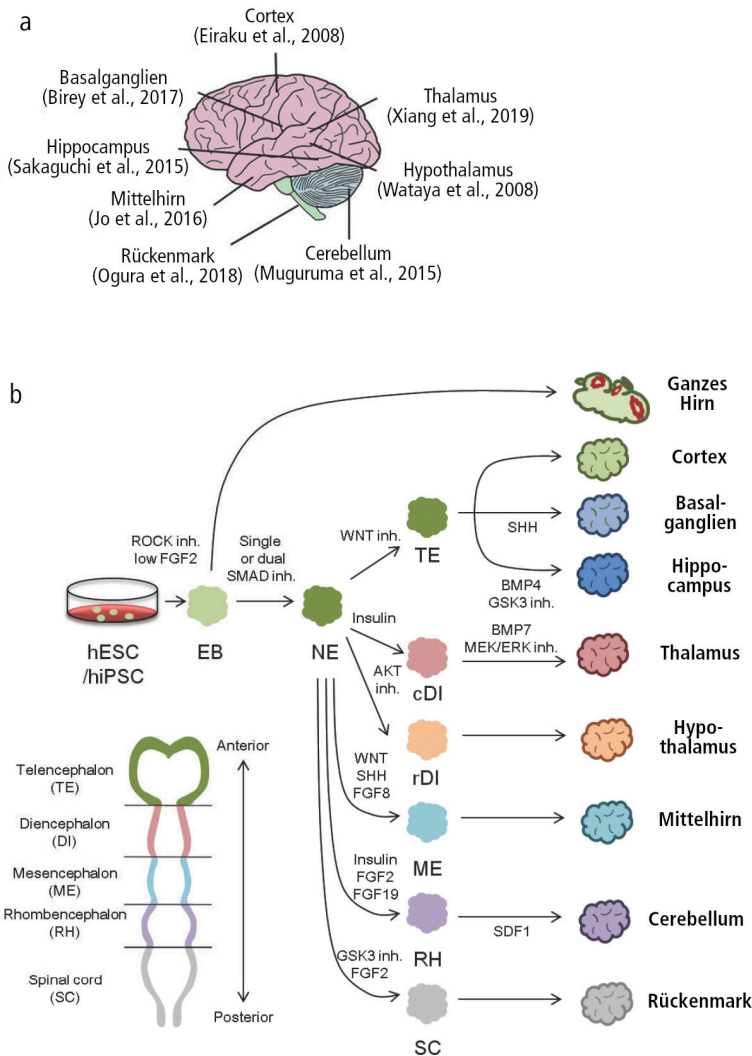 a
Cortex
(Eiraku et al., 2008)
Basalganglien
(Birey et al., 2017)
Thalamus
(Xiang et al., 2019)
Hippocampus
(Sakaguchi et al., 2015)
Hypothalamus
(Wataya et al., 2008)
Mittelhirn
(Jo et al., 2016)
Rückenmark
(Ogura et al., 2018)
Cerebellum
(Muguruma et al., 2015)
b
Ganzes
Hirn
Cortex
Basal-
ganglien
Hippo-
campus
Thalamus
Hypo-
thalamus
Mittelhirn
Cerebellum
Rückenmark
ROCK inh.
low FGF2
Single
or dual
SMAD inh.
WNT inh.
TE
SHH
BMP4
GSK3 inh.
hESC
/hiPSC
EB
NE
Insulin
BMP7
MEK/ERK inh.
AKT
inh.
cDI
WNT
SHH
FGF8
rDI
ME
Insulin
FGF2
FGF19
RH
SDF1
GSK3 inh.
FGF2
SC
Anterior
Telencephalon
(TE)
Diencephalon
(DI)
Mesencephalon
(ME)
Rhombencephalon
(RH)
Spinal cord
(SC)
Posterior